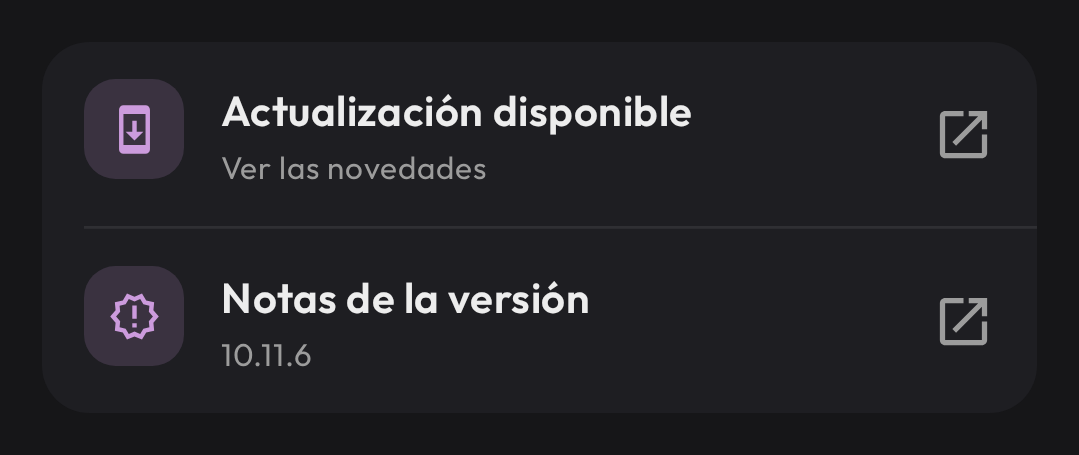 Actualización disponible
Ver las novedades
Notas de la versión
10.11.6